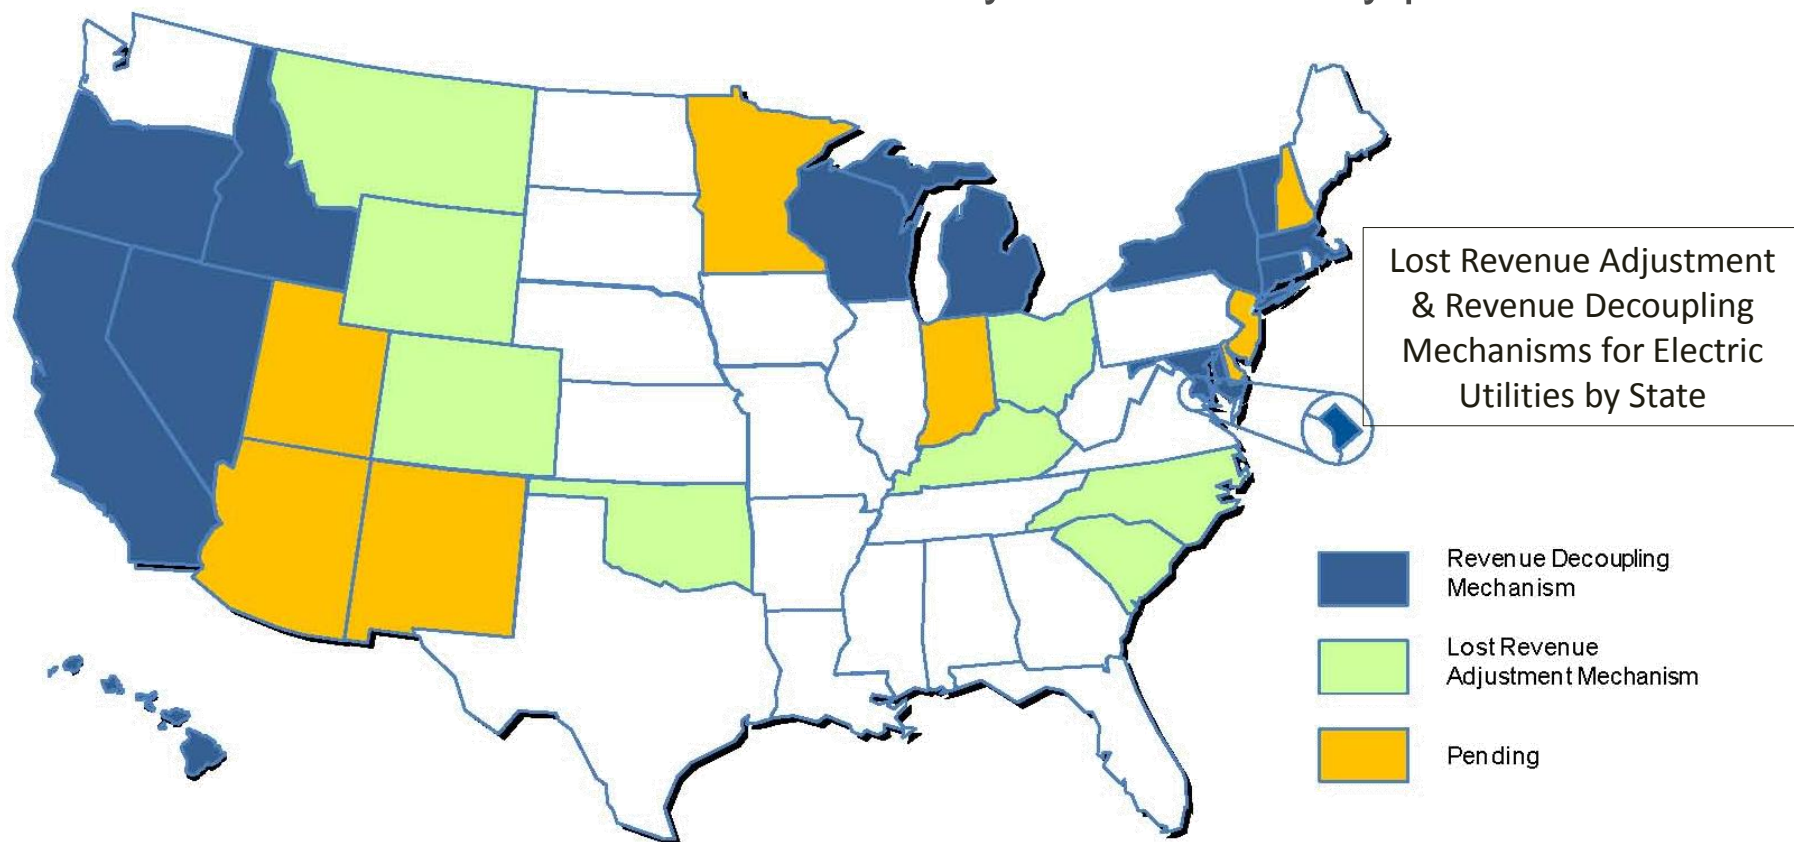 Lost Revenue Adjustment
& Revenue Decoupling
Mechanisms for Electric
Utilities by State
Revenue Decoupling
Mechanism
Lost Revenue
Adjustment Mechanism
Pending